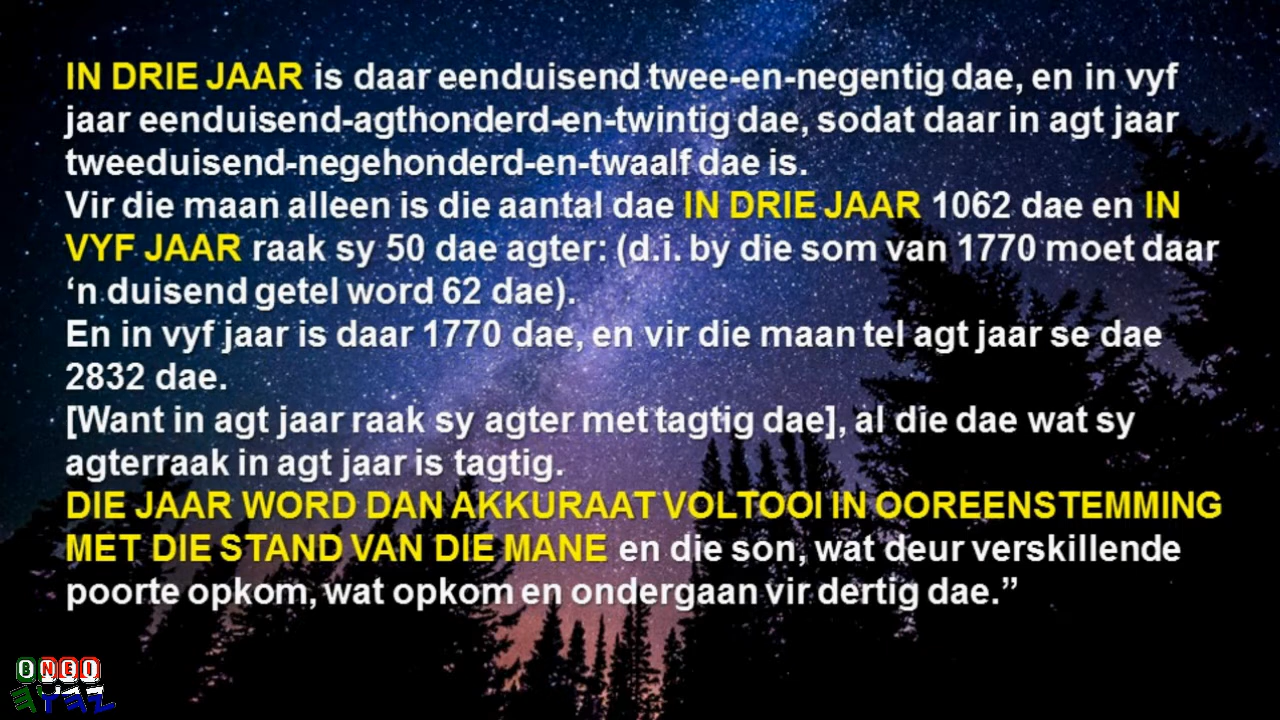 IN DRIE JAAR is daar eenduisend twee-en-negentig dae, en in vyf
jaar eenduisend-agthonderd-en-twintig dae, sodat daar in agt jaar
tweeduisend-negehonderd-en-twaalf dae is.
Vir die maan alleen is die aantal dae IN DRIE JAAR 1062 dae en IN
VYF JAAR raak sy 50 dae agter: (d.i. by die som van 1770 moet daar
‘n duisend getel word 62 dae).
En in vyf jaar is daar 1770 dae, en vir die maan tel agt jaar se dae
2832 dae.
[Want in agt jaar raak sy agter met tagtig dae], al die dae wat sy
agterraak in agt jaar is tagtig.
DIE JAAR WORD DAN AKKURAAT VOLTOOI IN OOREENSTEMMING
MET DIE STAND VAN DIE MANE en die son, wat deur verskillende
poorte opkom, wat opkom en ondergaan vir dertig dae.”